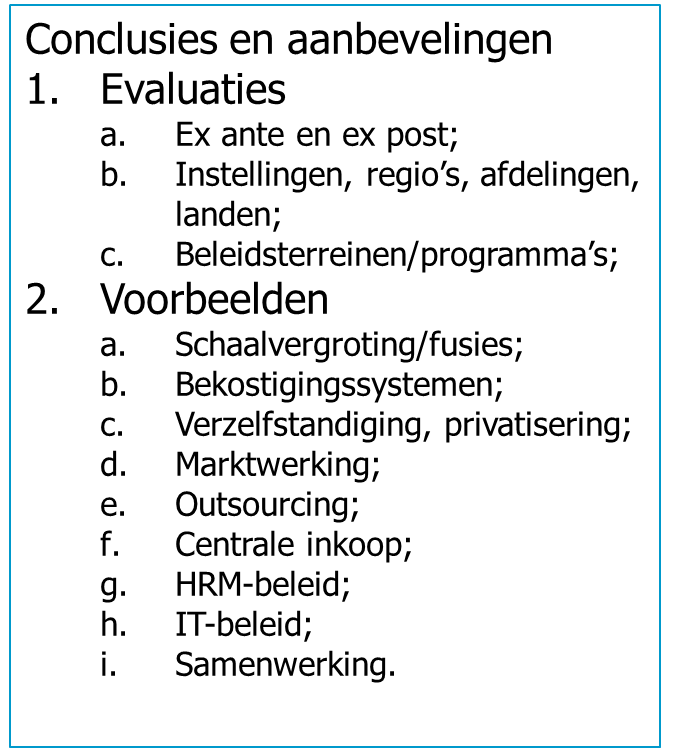 Conclusies en aanbevelingen
1. Evaluaties
a. Ex ante en ex post;
b. Instellingen, regio’s, afdelingen,
landen;
c. Beleidsterreinen/programma’s;
2. Voorbeelden
a. Schaalvergroting/fusies;
b. Bekostigingssystemen;
c. Verzelfstandiging, privatisering;
d. Marktwerking;
e. Outsourcing;
f. Centrale inkoop;
g. HRM-beleid;
h. IT-beleid;
i. Samenwerking.